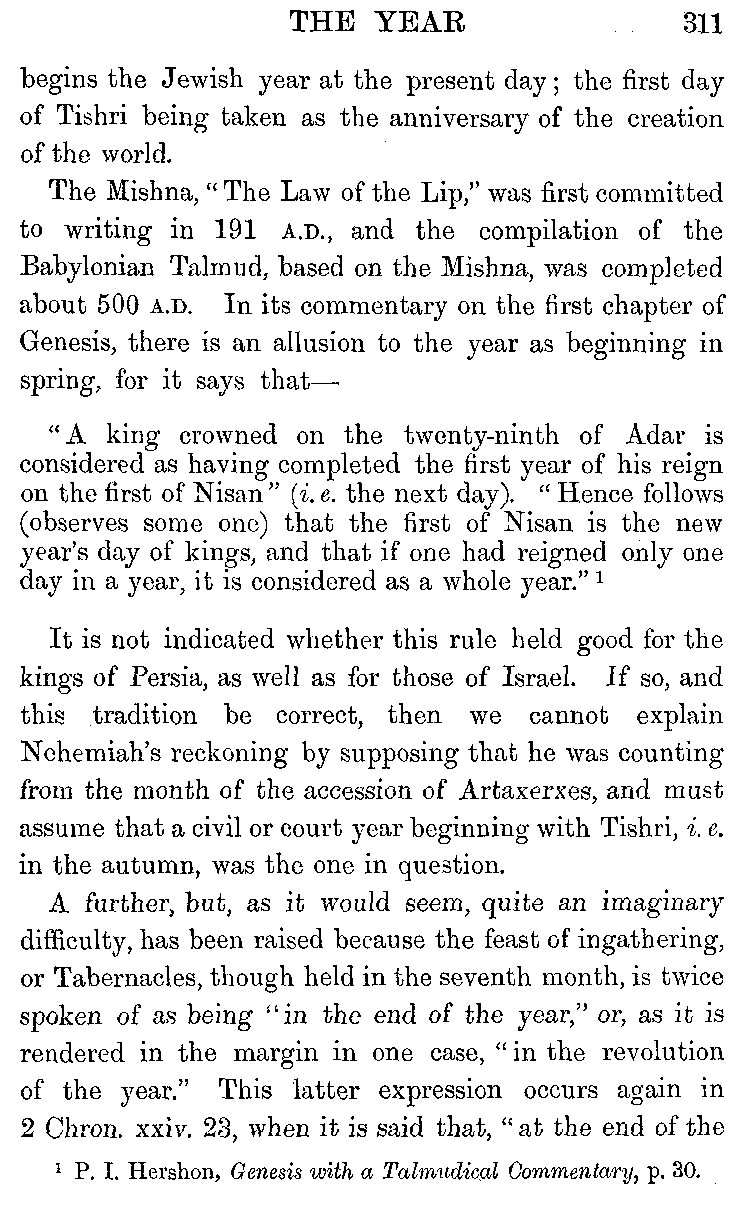 THE YEAR 311
begins the Jewish year at the present day; the first day
of Tishri being taken as the anniversary of the creation
of the world.
The Mishna, “The Law of the Lip,” was first committed
to writing in 191 A.D., and the compilation of the
Babylonian Talmud, based on the Mishna, was completed
about 500 A.D. In its commentary on the first chapter of
Genesis, there is an allusion to the year as beginning in
spring, for it says that—
“A king crowned on the twenty-ninth of Adar is
considered as having completed the first year of his reign
on the first of Nisan” (i. e. the next day). “Hence follows
(observes some one) that the first of Nisan is the new
year’s day of kings, and that if one had reigned only one
day in a year, it is considered as a whole year.” 1
It is not indicated whether this rule held good for the
kings of Persia, as well as for those of Israel. If so, and
this tradition be correct, then we cannot explain
Nehemiah’s reckoning by supposing that he was counting
from the month of the accession of Artaxerxes, and must
assume that a civil or court year beginning with Tishri, i. e.
in the autumn, was the one in question.
A further, but, as it would seem, quite an imaginary
difficulty, has been raised because the feast of ingathering,
or Tabernacles, though held in the seventh month, is twice
spoken of as being “in the end of the year,” or, as it is
rendered in the margin in one case, “in the revolution
of the year.” This latter expression occurs again in
2 Chron. xxiv. 23, when it is said that, “at the end of the
1 P. I. Hershon, Genesis with a Talmudical Commentary, p. 30.